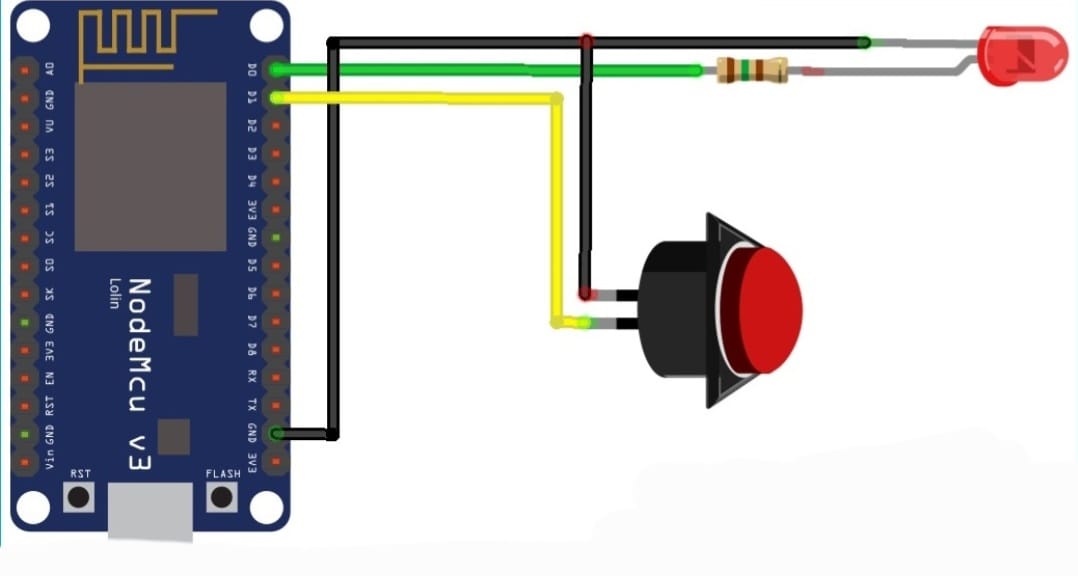 A0
GND
VU
S3
S2
S1
SC
S0
SK
GND
3V3
EN
RST
GND
Vin
D0
D1
D2
D3
D4
3V3
GND
D5
D6
D7
D8
RX
TX
GND
3V3
NodeMcu v3
Lolin
RST
FLASH